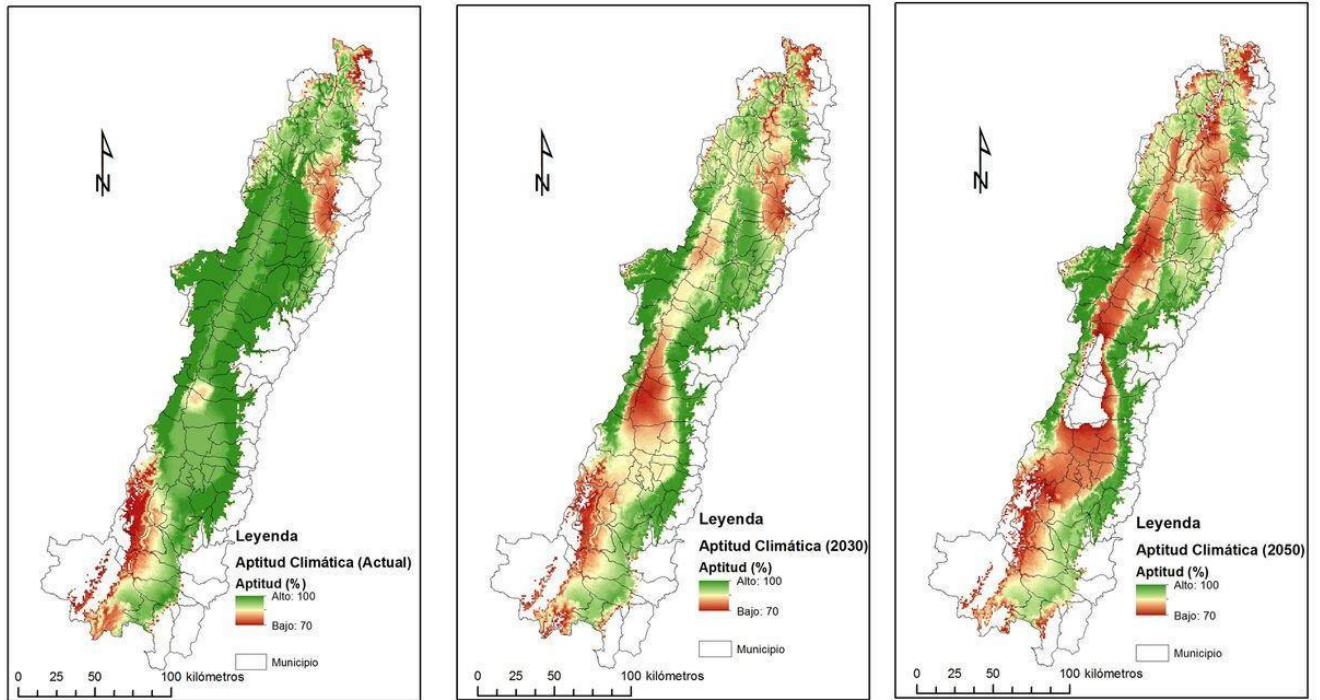 N
Leyenda
Aptitud Climática (Actual)
Aptitud (%)
Alto: 100
Bajo: 70
Municipio
0 25 50 100 kilómetros
N
Leyenda
Aptitud Climática (2030)
Aptitud (%)
Alto: 100
Bajo: 70
Municipio
0 25 50 100 kilómetros
N
Leyenda
Aptitud Climática (2050)
Aptitud (%)
Alto: 100
Bajo: 70
Municipio
0 25 50 100 kilómetros